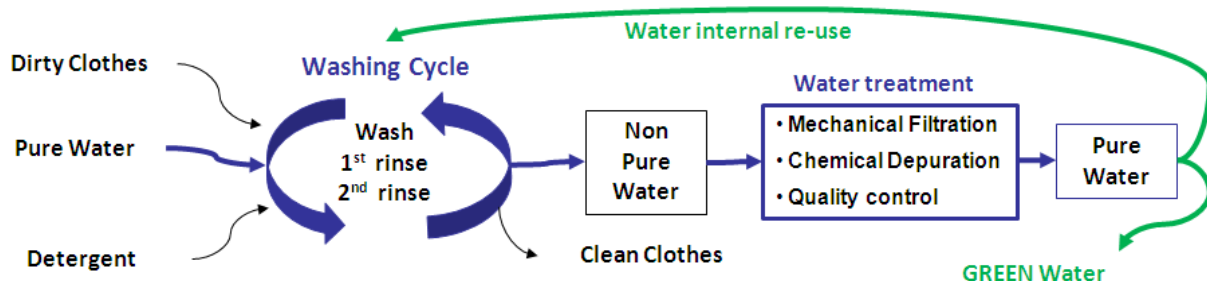 Water internal re-use
Dirty Clothes
Washing Cycle
Water treatment
Pure Water
Wash
1st rinse
2nd rinse
Non
Pure
Water
• Mechanical Filtration
• Chemical Depuration
• Quality control
Pure
Water
Detergent
Clean Clothes
GREEN Water